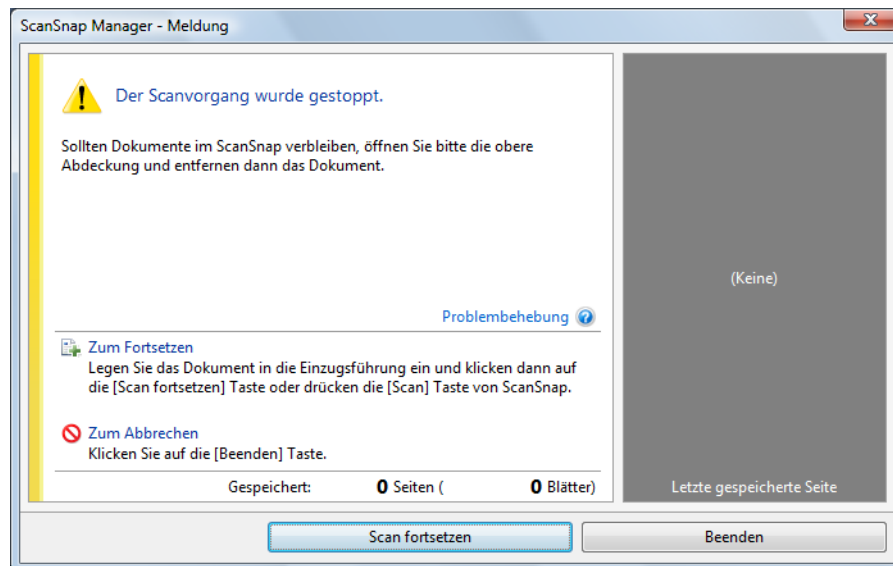 ScanSnap Manager - Meldung
Der Scanvorgang wurde gestoppt.
Sollten Dokumente im ScanSnap verbleiben, öffnen Sie bitte die obere
Abdeckung und entfernen dann das Dokument.
(Keine)
Problembehebung
Zum Fortsetzen
Legen Sie das Dokument in die Einzugsführung ein und klicken dann auf
die [Scan fortsetzen] Taste oder drücken die [Scan] Taste von ScanSnap.
Zum Abbrechen
Klicken Sie auf die [Beenden] Taste.
Gespeichert: 0 Seiten ( 0 Blätter)
Letzte gespeicherte Seite
Scan fortsetzen
Beenden